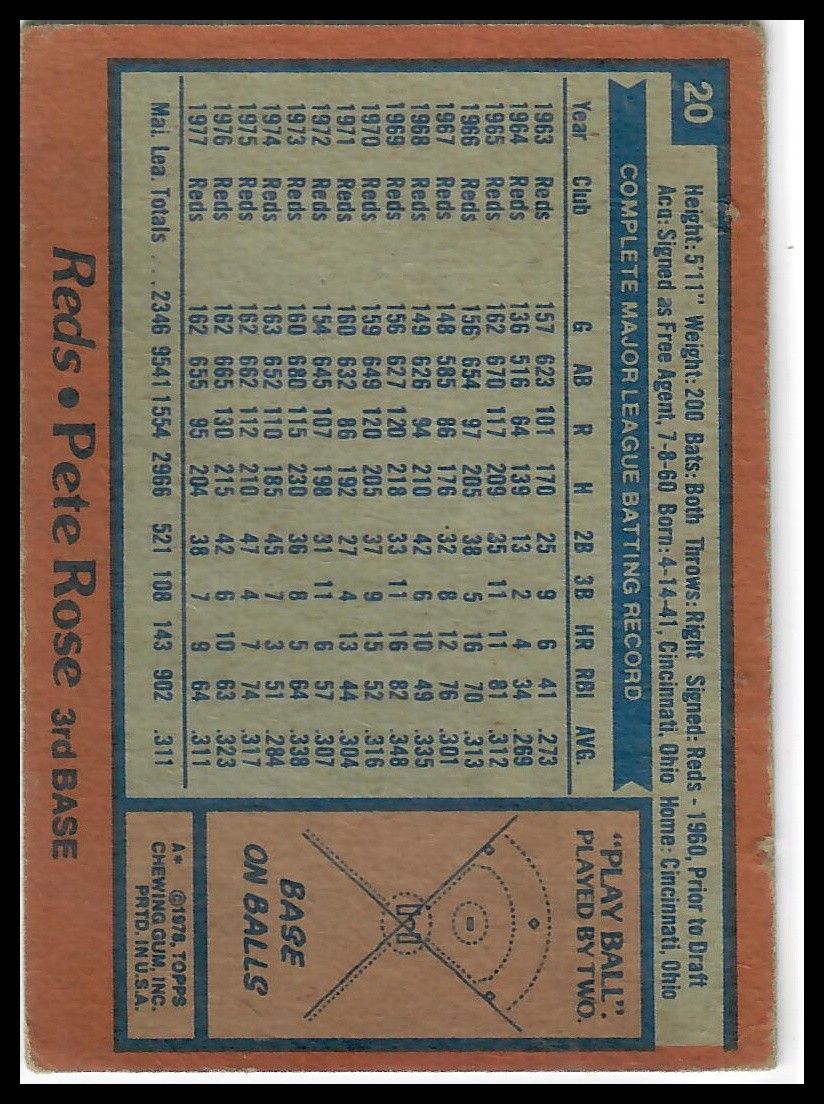 20
Height: 5'11" Weight: 200 Bats: Both Throws: Right Signed: Reds - 1960, Prior to Draft
Acq: Signed as Free Agent, 7-8-60 Born: 4-14-41, Cincinnati, Ohio Home: Cincinnati, Ohio
COMPLETE MAJOR LEAGUE BATTING RECORD
Year Club G AB R H 2B 3B HR RBI AVG.
1963 Reds 157 623 101 170 25 9 6 41 .273
1964 Reds 136 516 64 139 13 2 4 34 .269
1965 Reds 162 670 117 209 35 11 11 81 .312
1966 Reds 156 654 97 205 38 5 16 70 .313
1967 Reds 148 585 86 176 32 8 12 76 .301
1968 Reds 149 626 94 210 42 6 10 49 .335
1969 Reds 156 627 120 218 33 11 16 82 .348
1970 Reds 159 649 120 205 37 9 15 52 .316
1971 Reds 160 632 86 192 27 4 13 44 .304
1972 Reds 154 645 107 198 31 11 6 57 .307
1973 Reds 160 680 115 230 36 8 5 64 .338
1974 Reds 163 652 110 185 45 7 3 51 .284
1975 Reds 162 662 112 210 47 4 7 74 .317
1976 Reds 162 665 130 215 42 6 10 63 .323
1977 Reds 162 655 95 204 38 7 9 64 .311
Maj. Lea. Totals ... 2346 9541 1554 2966 521 108 143 902 .311
"PLAY BALL":
PLAYED BY TWO.
BASE
ON BALLS
A* ©1978, TOPPS
CHEWING GUM, INC.
PRTD. IN U.S.A.
Reds • Pete Rose 3rd BASE